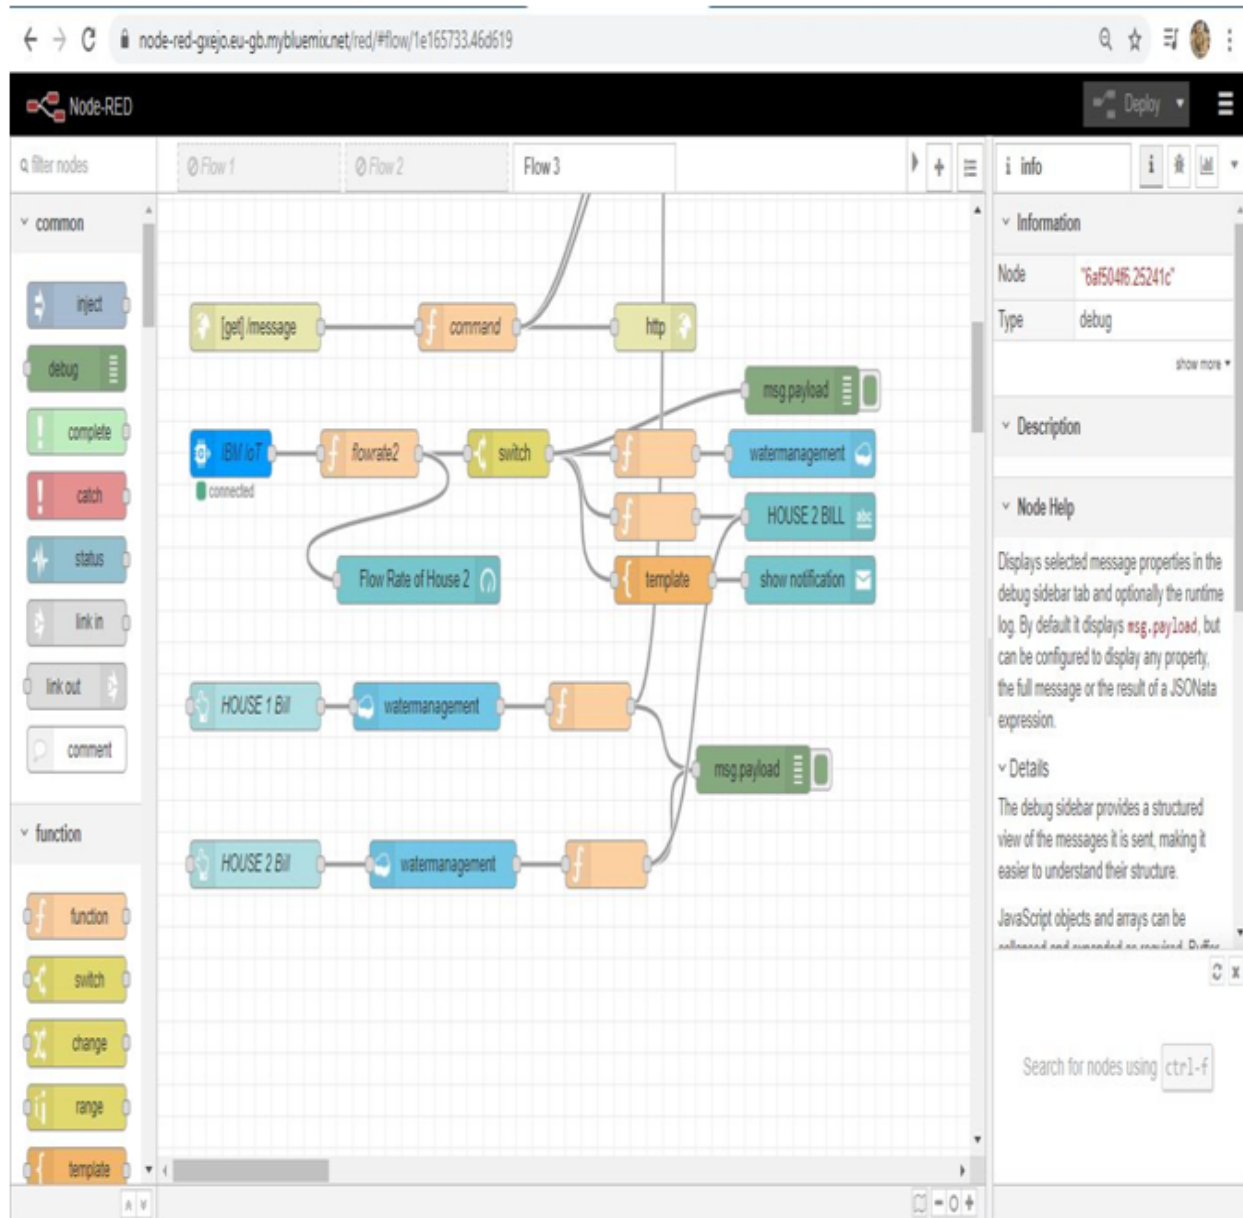 node-red-gxejo.eu-gb.mybluemix.net/red/#flow/1e165733.46d619
Node-RED
Deploy
filter nodes
Flow 1
Flow 2
Flow 3
i info
i
common
inject
debug
complete
catch
status
link in
link out
comment
function
function
switch
change
range
template
[get] /message
command
http
msg.payload
IBM IoT
connected
flowrate2
switch
watermanagement
HOUSE 2 BILL
abc
Flow Rate of House 2
template
show notification
HOUSE 1 Bill
watermanagement
msg.payload
HOUSE 2 Bill
watermanagement
Information
Node "6af504f6.25241c"
Type debug
show more
Description
Node Help
Displays selected message properties in the
debug sidebar tab and optionally the runtime
log. By default it displays msg.payload, but
can be configured to display any property,
the full message or the result of a JSONata
expression.
Details
The debug sidebar provides a structured
view of the messages it is sent, making it
easier to understand their structure.
JavaScript objects and arrays can be
collapsed and expanded as required. Buffer
Search for nodes using ctrl-f